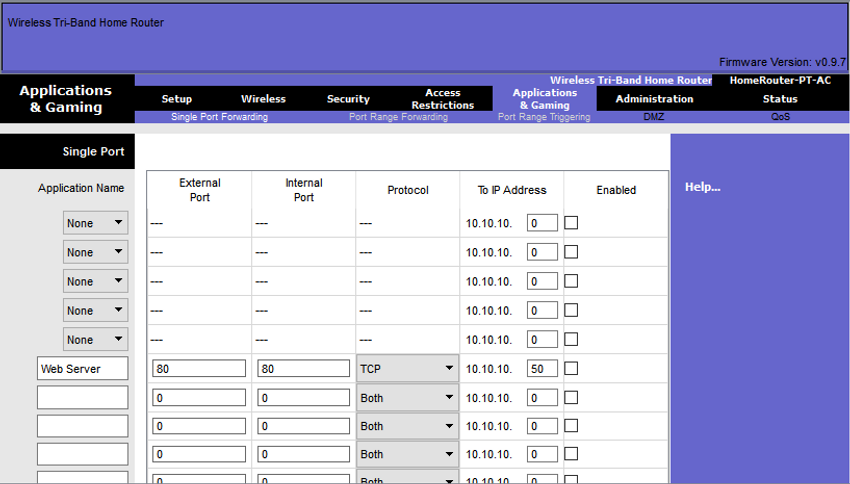 Wireless Tri-Band Home Router
Firmware Version: v0.9.7
Wireless Tri-Band Home Router HomeRouter-PT-AC
Applications
& Gaming
Setup Wireless Security Access
Restrictions Applications
& Gaming Administration Status
Single Port Forwarding Port Range Forwarding Port Range Triggering DMZ QoS
Single Port
Help...
Application Name External
Port Internal
Port Protocol To IP Address Enabled
None --- --- --- 10.10.10. 0
None --- --- --- 10.10.10. 0
None --- --- --- 10.10.10. 0
None --- --- --- 10.10.10. 0
None --- --- --- 10.10.10. 0
Web Server 80 80 TCP 10.10.10. 50
0 0 Both 10.10.10. 0
0 0 Both 10.10.10. 0
0 0 Both 10.10.10. 0
0 0 Both 10.10.10. 0